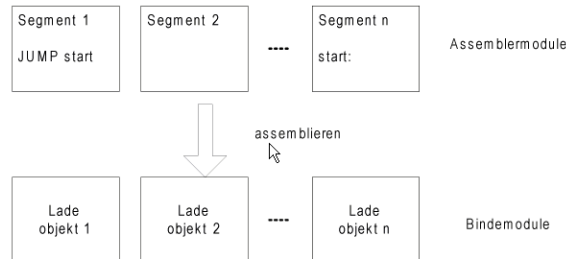 Segment 1
JUMP start
Segment 2
----
Segment n
start:
Assemblermodule
assemblieren
Lade
objekt 1
Lade
objekt 2
----
Lade
objekt n
Bindemodule